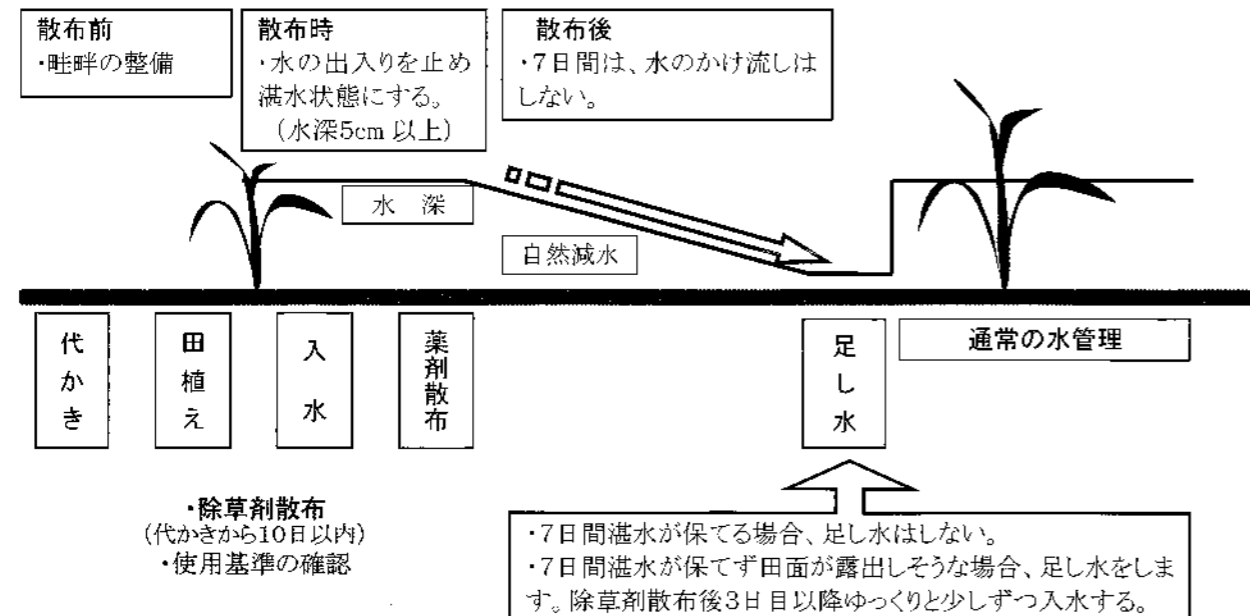 散布前
・畦畔の整備
散布時
・水の出入りを止め
湛水状態にする。
（水深5cm 以上）
散布後
・7日間は、水のかけ流しは
しない。
水 深
自然減水
代かき
田植え
入水
薬剤散布
足し水
通常の水管理
・除草剤散布
(代かきから10日以内)
・使用基準の確認
・7日間湛水が保てる場合、足し水はしない。
・7日間湛水が保てず田面が露出しそうな場合、足し水をしま
す。除草剤散布後3日目以降ゆっくりと少しずつ入水する。